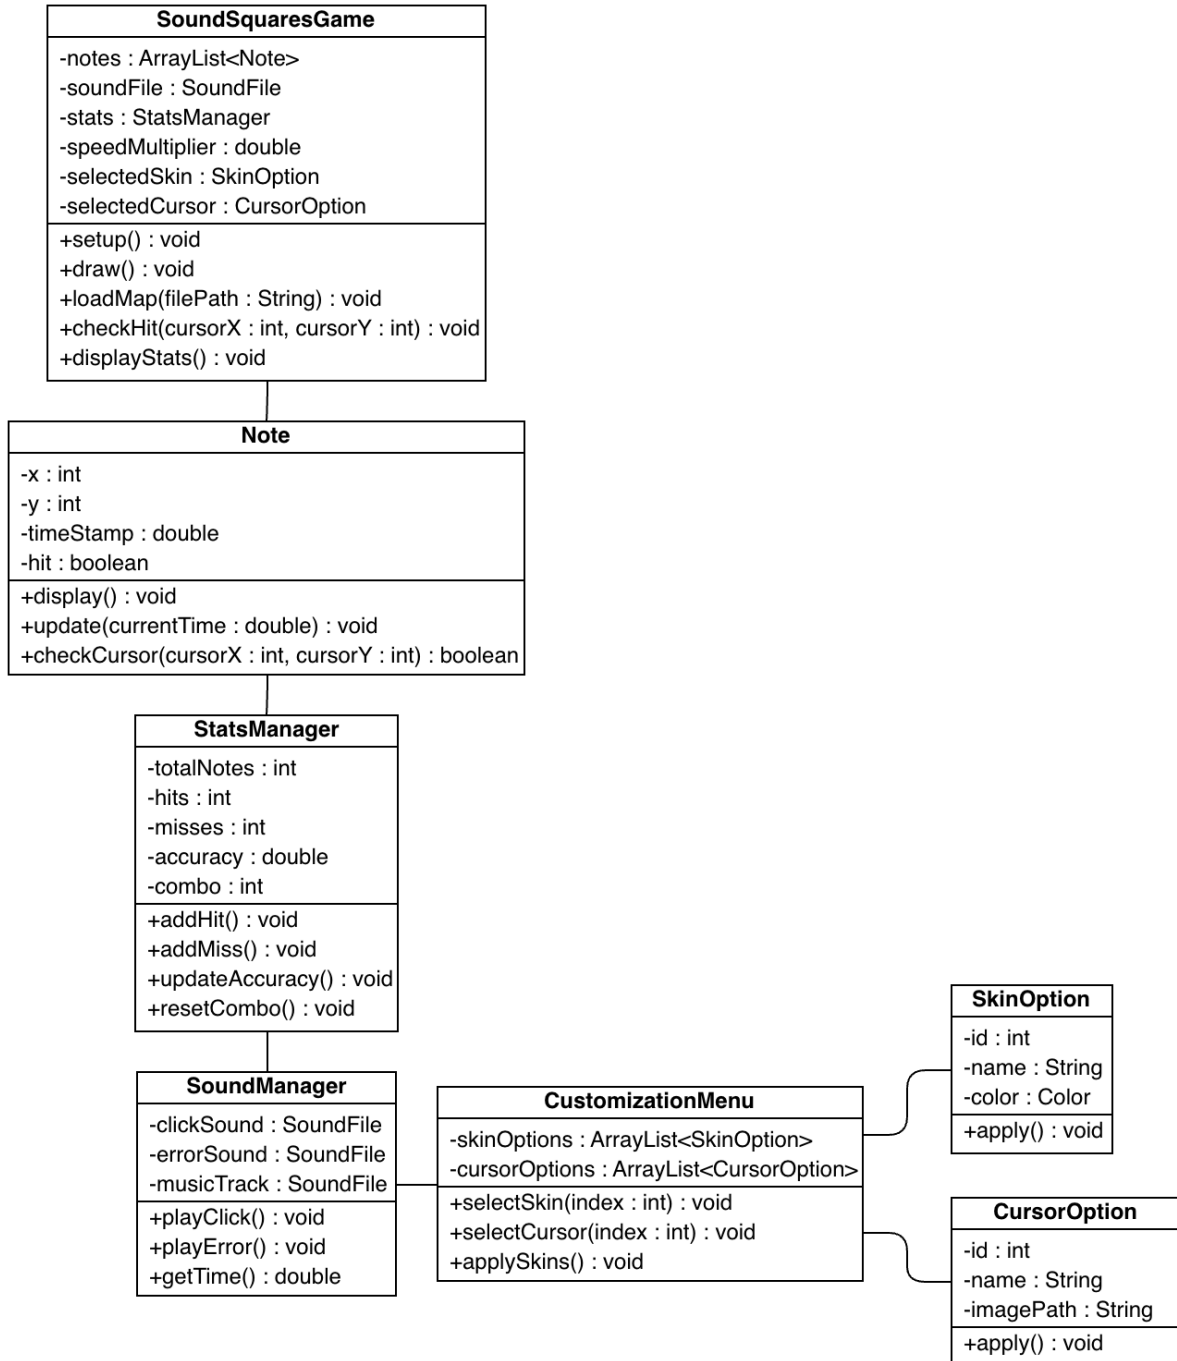 SoundSquaresGame
-notes : ArrayList<Note>
-soundFile : SoundFile
-stats : StatsManager
-speedMultiplier : double
-selectedSkin : SkinOption
-selectedCursor : CursorOption
+setup() : void
+draw() : void
+loadMap(filePath : String) : void
+checkHit(cursorX : int, cursorY : int) : void
+displayStats() : void
Note
-x : int
-y : int
-timeStamp : double
-hit : boolean
+display() : void
+update(currentTime : double) : void
+checkCursor(cursorX : int, cursorY : int) : boolean
StatsManager
-totalNotes : int
-hits : int
-misses : int
-accuracy : double
-combo : int
+addHit() : void
+addMiss() : void
+updateAccuracy() : void
+resetCombo() : void
SoundManager
-clickSound : SoundFile
-errorSound : SoundFile
-musicTrack : SoundFile
+playClick() : void
+playError() : void
+getTime() : double
CustomizationMenu
-skinOptions : ArrayList<SkinOption>
-cursorOptions : ArrayList<CursorOption>
+selectSkin(index : int) : void
+selectCursor(index : int) : void
+applySkins() : void
SkinOption
-id : int
-name : String
-color : Color
+apply() : void
CursorOption
-id : int
-name : String
-imagePath : String
+apply() : void